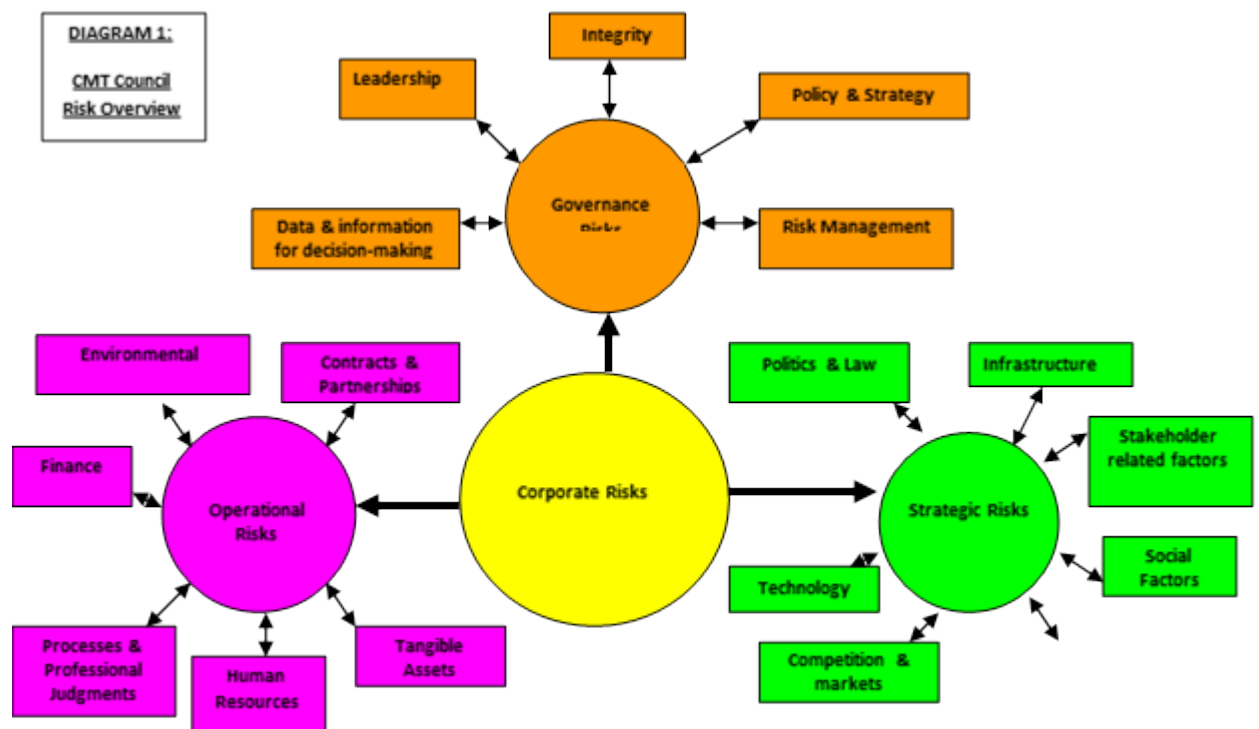 DIAGRAM 1:
CMT Council
Risk Overview
Integrity
Leadership
Policy & Strategy
Governance
Risks
Data & information
for decision-making
Risk Management
Environmental
Contracts &
Partnerships
Politics & Law
Infrastructure
Finance
Stakeholder
related factors
Operational
Risks
Corporate Risks
Strategic Risks
Technology
Social
Factors
Processes &
Professional
Judgments
Human
Resources
Tangible
Assets
Competition &
markets